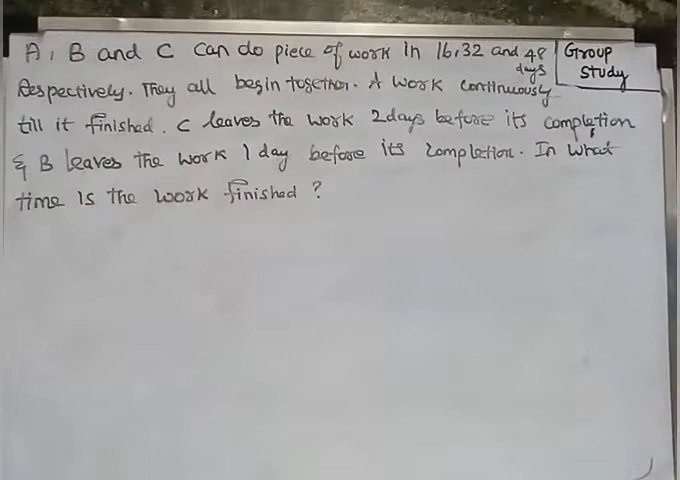 A, B and C can do piece of work in 16,32 and 48 days
Respectively. They all begin together. A work continuously
till it finished. C leaves the work 2days before its completion
& B leaves the work 1 day before its completion. In what
time is the work finished ?
Group
Study